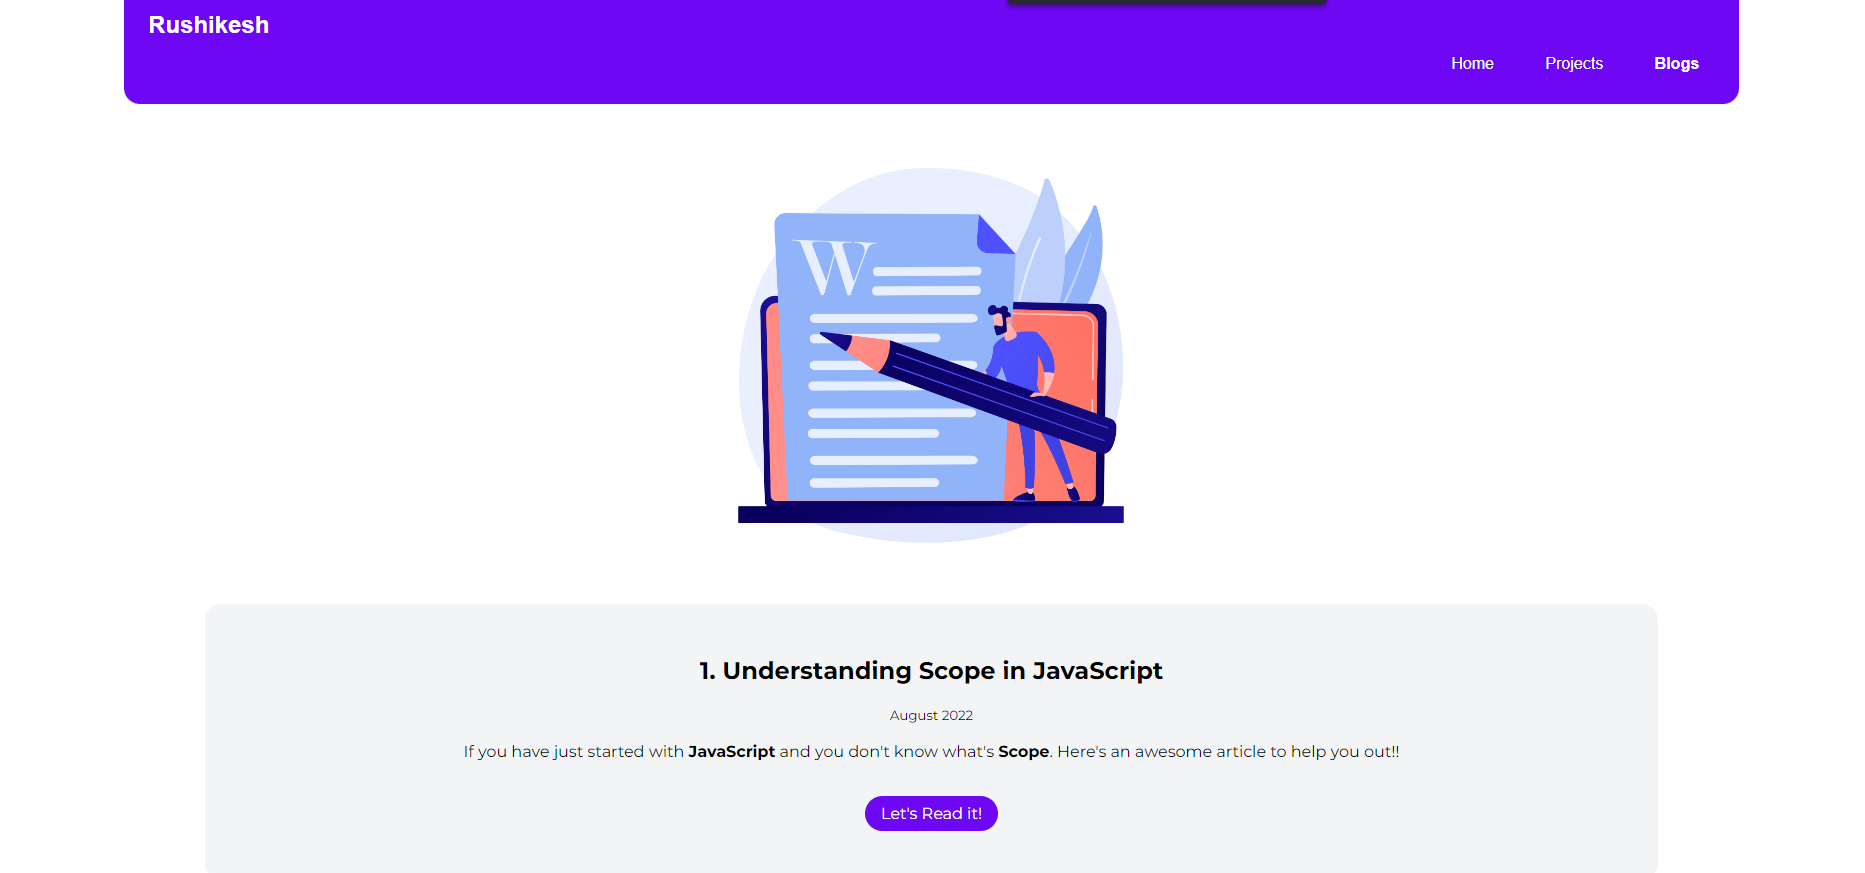 Rushikesh
Home Projects Blogs
W
1. Understanding Scope in JavaScript
August 2022
If you have just started with JavaScript and you don't know what's Scope. Here's an awesome article to help you out!!
Let's Read it!